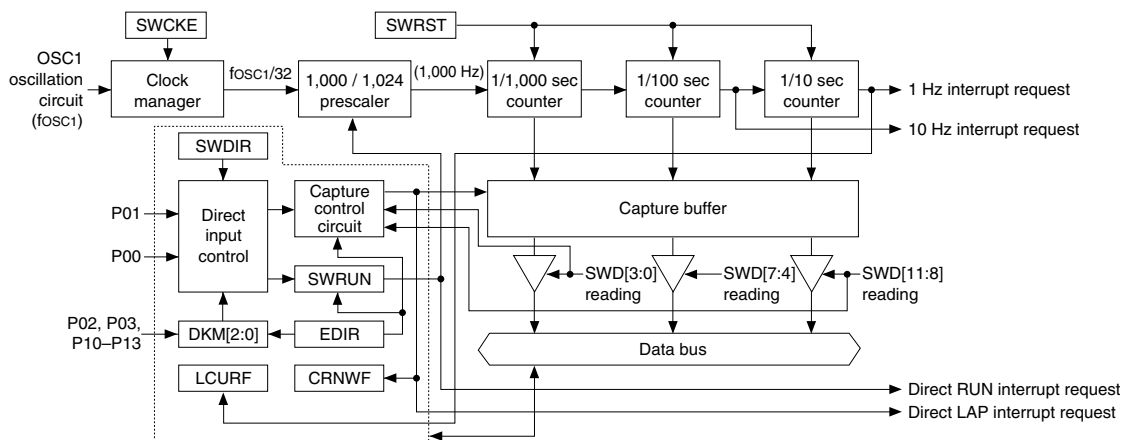 SWCKE
SWRST
OSC1
oscillation
circuit
(fOSC1)
Clock
manager
fOSC1/32
1,000 / 1,024
prescaler
(1,000 Hz)
1/1,000 sec
counter
1/100 sec
counter
1/10 sec
counter
1 Hz interrupt request
10 Hz interrupt request
SWDIR
P01
P00
Direct
input
control
Capture
control
circuit
Capture buffer
SWRUN
SWD[3:0]
reading
SWD[7:4]
reading
SWD[11:8]
reading
P02, P03,
P10–P13
DKM[2:0]
EDIR
Data bus
LCURF
CRNWF
Direct RUN interrupt request
Direct LAP interrupt request